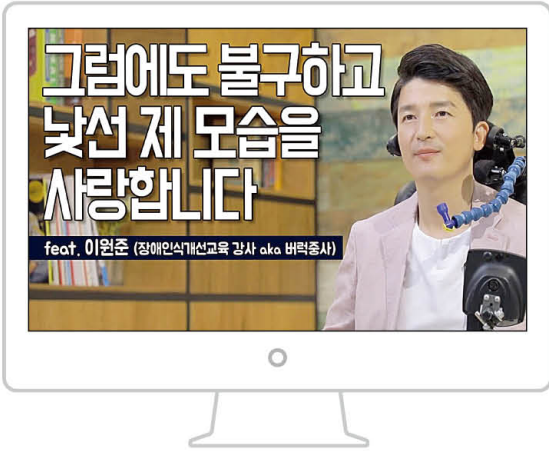 그럼에도 불구하고
낯선 제 모습을
사랑합니다
feat. 이원준 (장애인식개선교육 강사 aka 버럭중사)